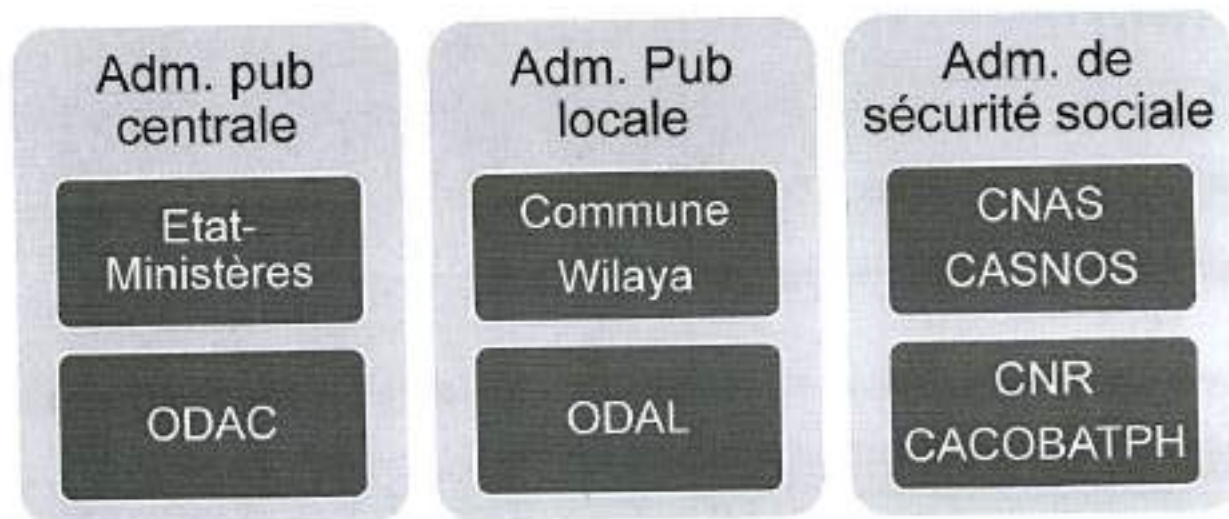 Adm. pub
centrale
Etat-
Ministères
ODAC
Adm. Pub
locale
Commune
Wilaya
ODAL
Adm. de
sécurité sociale
CNAS
CASNOS
CNR
CACOBATPH